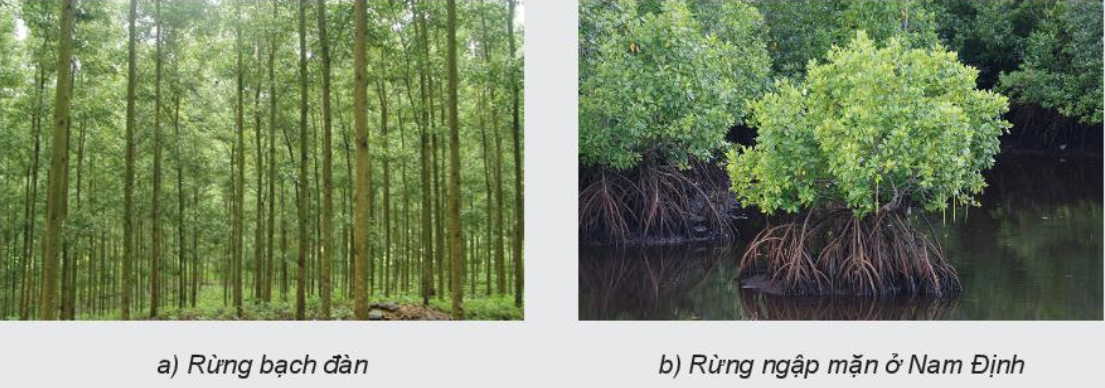 a) Rừng bạch đàn
b) Rừng ngập mặn ở Nam Định